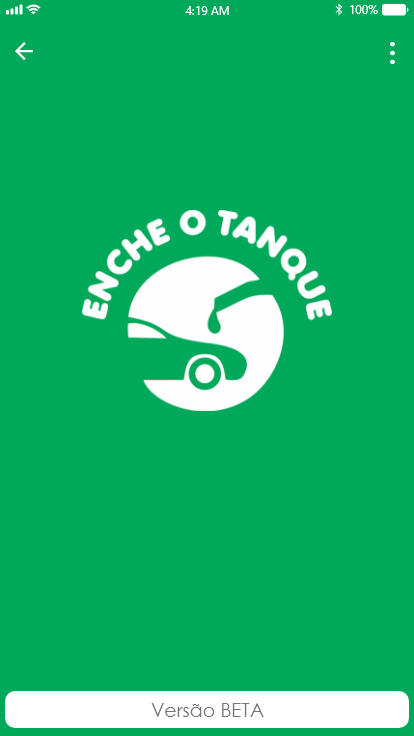 4:19 AM
100%
ENCHE O TANQUE
Versão BETA